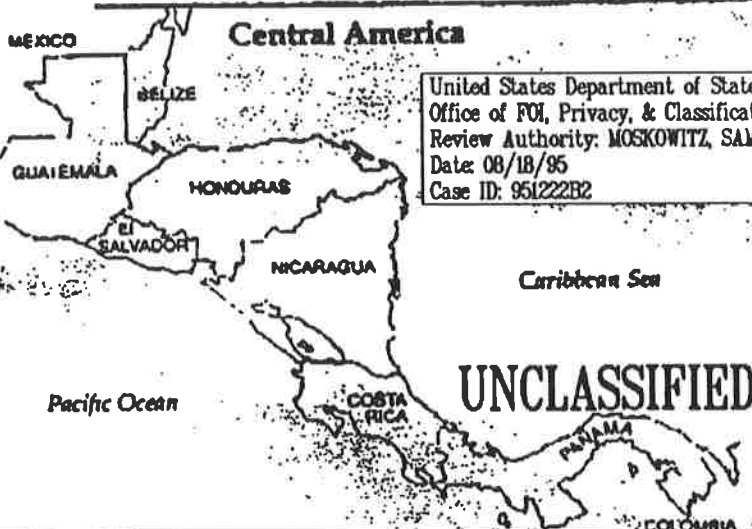 Central America
MEXICO
BELIZE
United States Department of State
Office of FOI, Privacy, & Classificat
Review Authority: MOSKOWITZ, SAM
Date: 08/18/95
Case ID: 951222B2
GUATEMALA
HONDURAS
El
SALVADOR
NICARAGUA
Caribbean Sea
Pacific Ocean
COSTA
RICA
UNCLASSIFIED
PANAMA
COLOMBIA